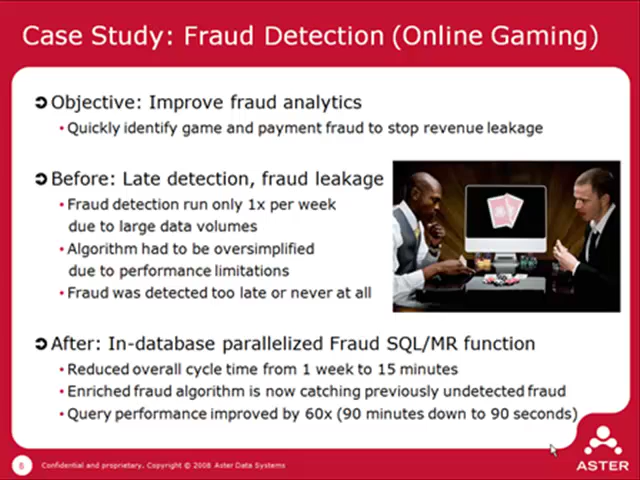 Case Study: Fraud Detection (Online Gaming)
Objective: Improve fraud analytics
• Quickly identify game and payment fraud to stop revenue leakage
Before: Late detection, fraud leakage
• Fraud detection run only 1x per week
due to large data volumes
• Algorithm had to be oversimplified
due to performance limitations
• Fraud was detected too late or never at all
After: In-database parallelized Fraud SQL/MR function
• Reduced overall cycle time from 1 week to 15 minutes
• Enriched fraud algorithm is now catching previously undetected fraud
• Query performance improved by 60x (90 minutes down to 90 seconds)
6 Confidential and proprietary. Copyright © 2008 Aster Data Systems
ASTER